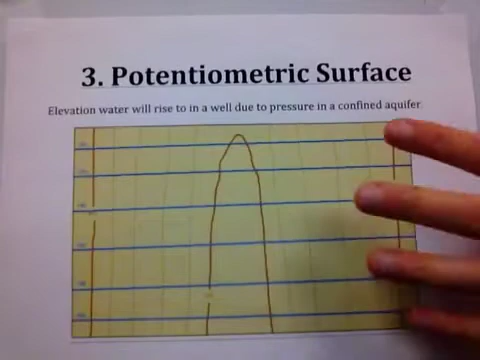 3. Potentiometric Surface
Elevation water will rise to in a well due to pressure in a confined aquifer